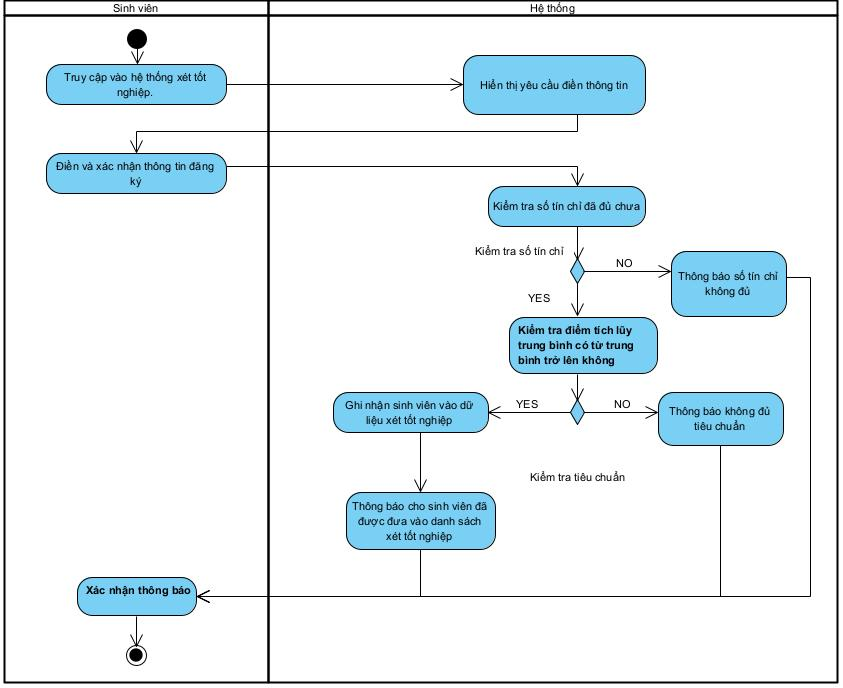 Sinh viên
Hệ thống
Truy cập vào hệ thống xét tốt
nghiệp.
Hiển thị yêu cầu điền thông tin
Điền và xác nhận thông tin đăng
ký
Kiểm tra số tín chỉ đã đủ chưa
Kiểm tra số tín chỉ
NO
Thông báo số tín chỉ
không đủ
YES
Kiểm tra điểm tích lũy
trung bình có từ trung
bình trở lên không
Ghi nhận sinh viên vào dữ
liệu xét tốt nghiệp
YES
NO
Thông báo không đủ
tiêu chuẩn
Kiểm tra tiêu chuẩn
Thông báo cho sinh viên đã
được đưa vào danh sách
xét tốt nghiệp
Xác nhận thông báo